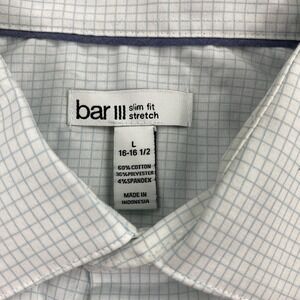 bar III slim fit
stretch
L
16-16 1/2
60% COTTON
36% POLYESTER
4% SPANDEX
MADE IN
INDONESIA